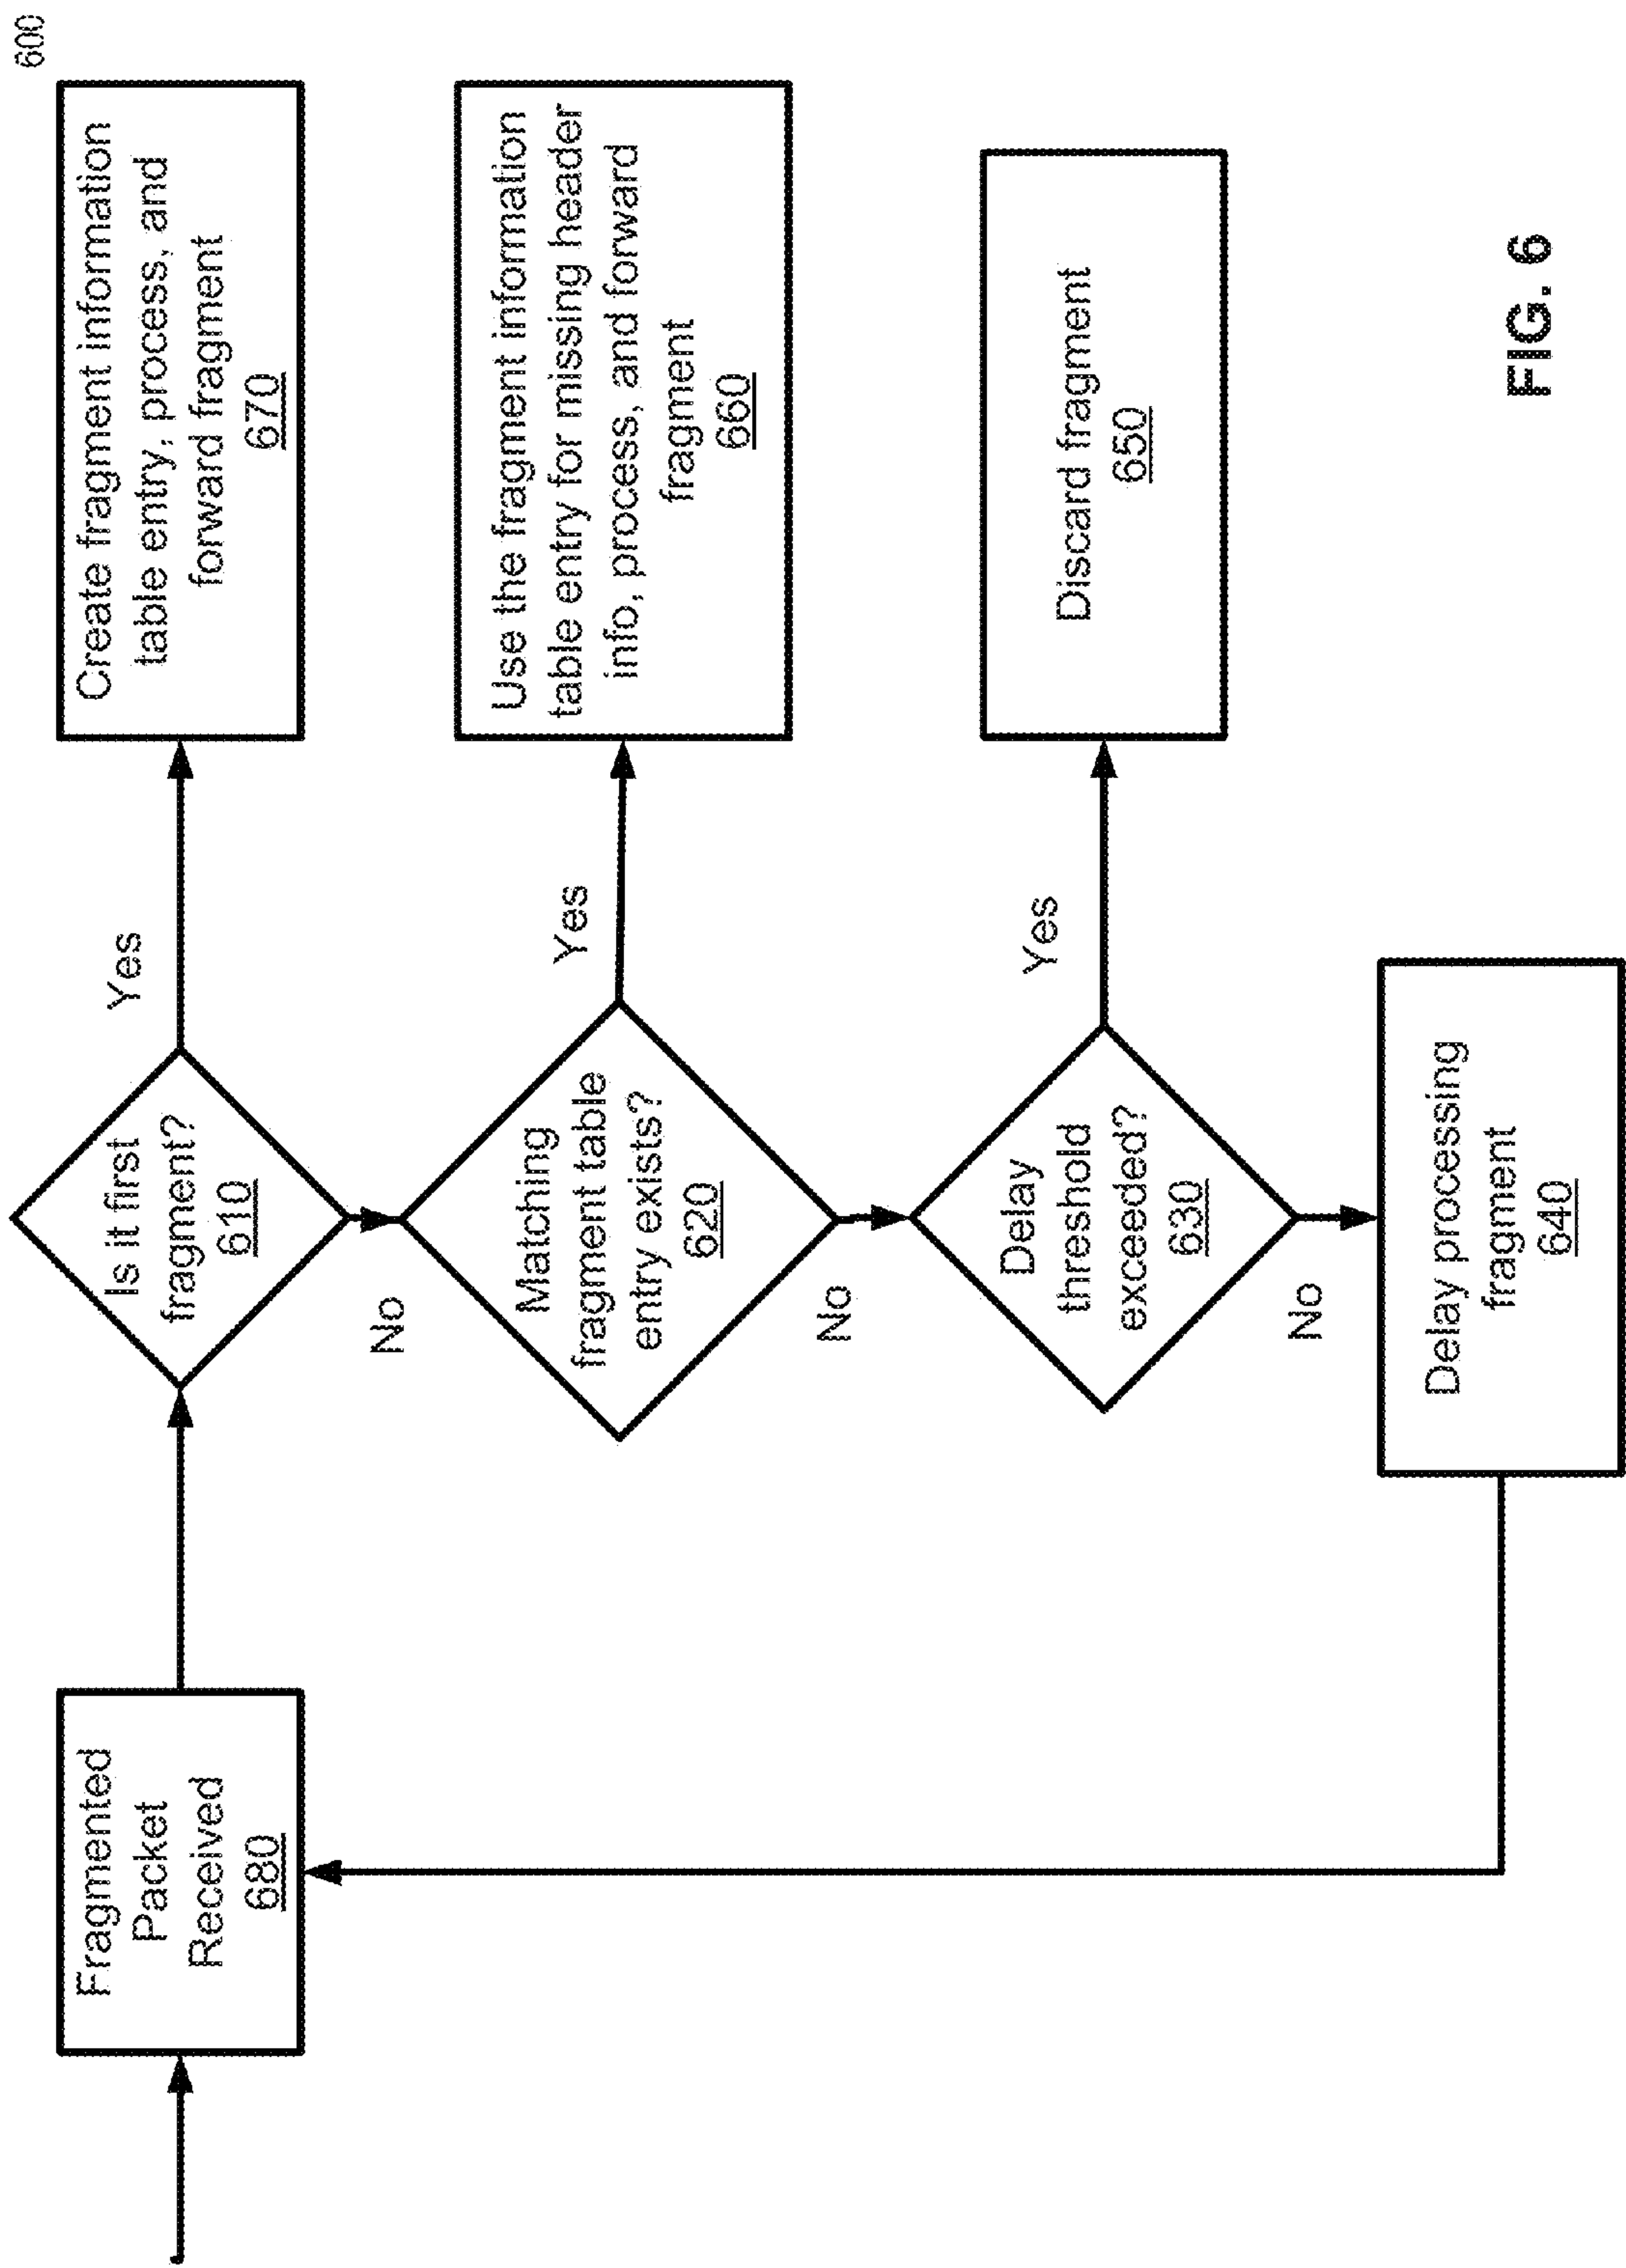 600
Fragmented
Packet
Received
680
Is it first
fragment?
610
Yes
Create fragment information
table entry, process, and
forward fragment
670
No
Matching
fragment table
entry exists?
620
Yes
Use the fragment information
table entry for missing header
info, process, and forward
fragment
660
No
Delay
threshold
exceeded?
630
Yes
Discard fragment
650
No
Delay processing
fragment
640
FIG. 6